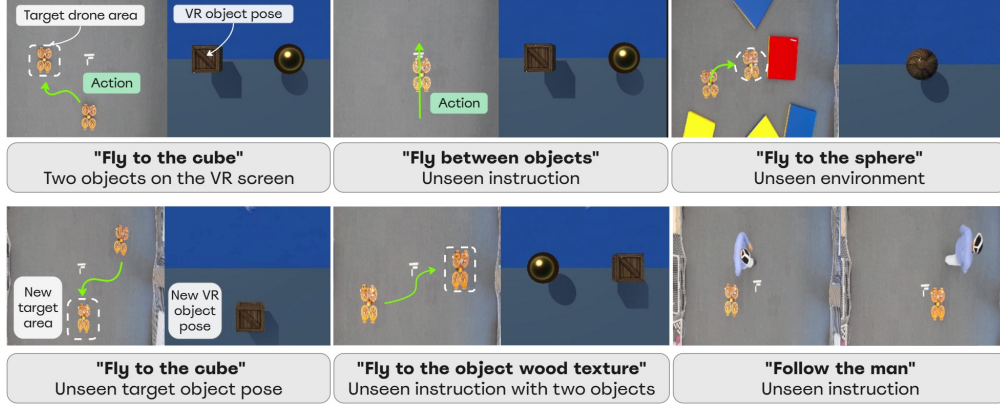 Target drone area
VR object pose
Action
Action
"Fly to the cube"
Two objects on the VR screen
"Fly between objects"
Unseen instruction
"Fly to the sphere"
Unseen environment
New
target
area
New VR
object
pose
"Fly to the cube"
Unseen target object pose
"Fly to the object wood texture"
Unseen instruction with two objects
"Follow the man"
Unseen instruction